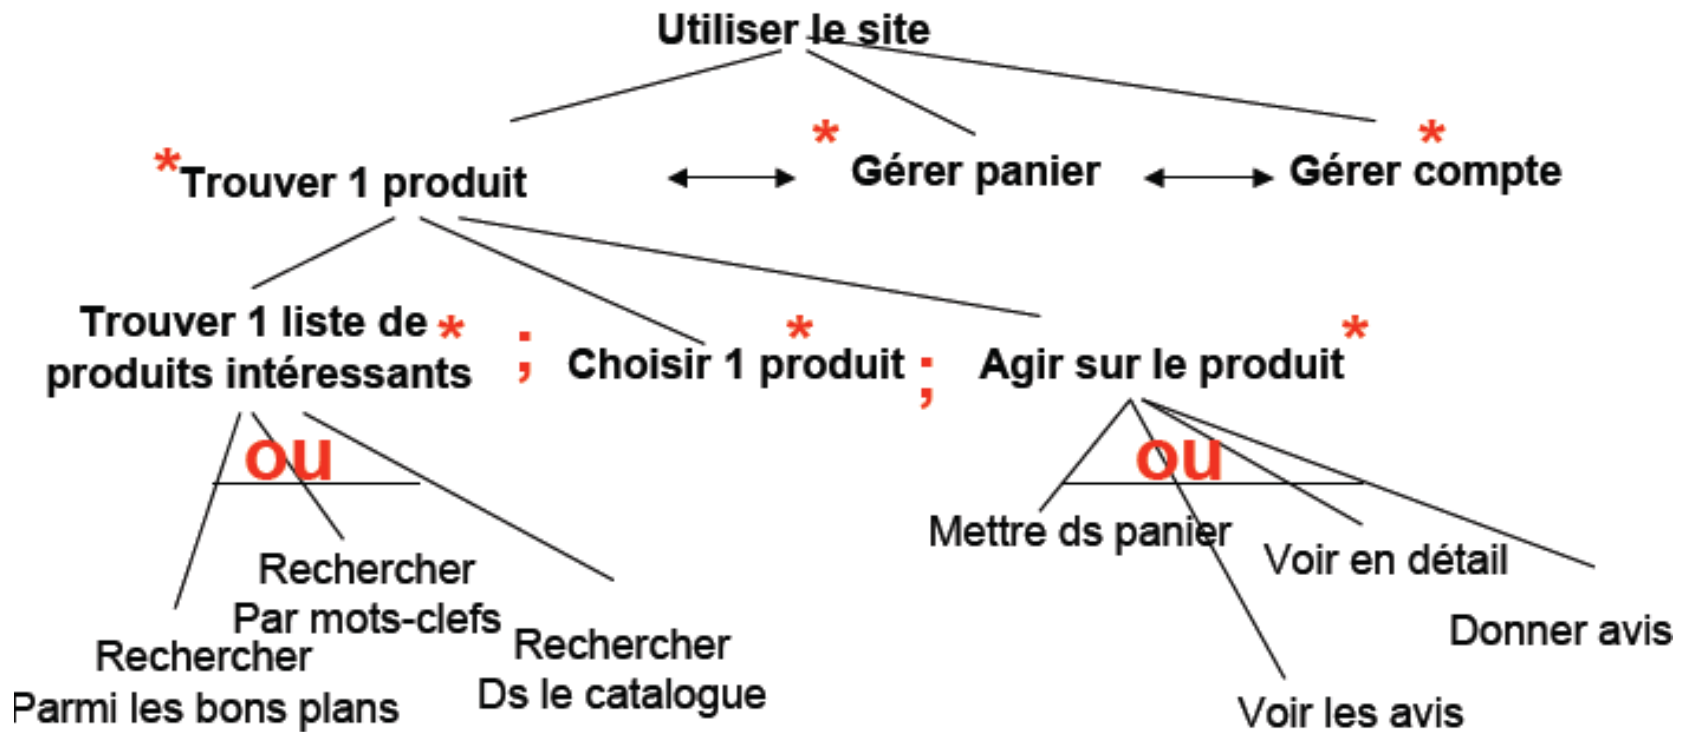 Utiliser le site
* Trouver 1 produit
* Gérer panier
* Gérer compte
Trouver 1 liste de *
produits intéressants
;
Choisir 1 produit *
;
Agir sur le produit *
ou
ou
Rechercher
Parmi les bons plans
Rechercher
Par mots-clefs
Rechercher
Ds le catalogue
Mettre ds panier
Voir les avis
Voir en détail
Donner avis